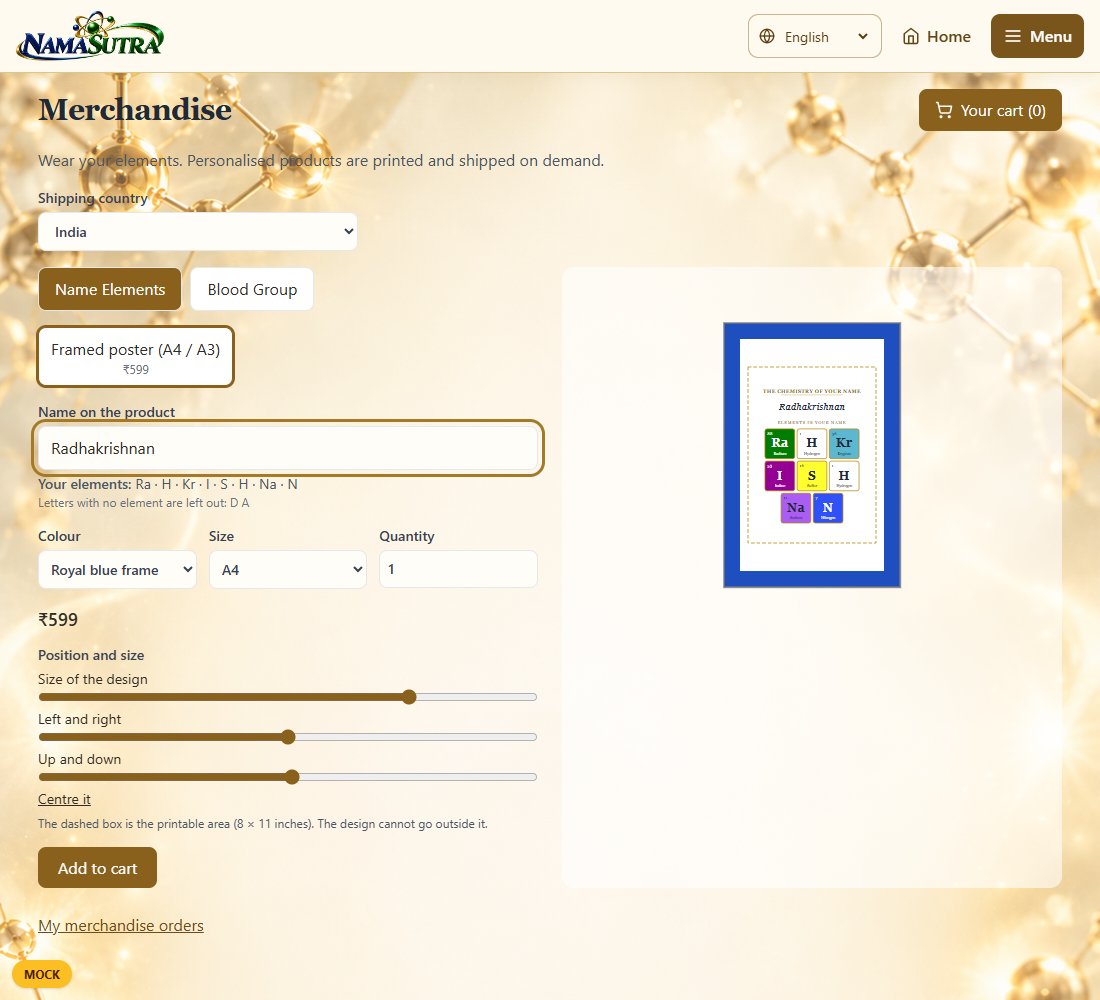 NAMASUTRA
English
Home
Menu
Merchandise
Your cart (0)
Wear your elements. Personalised products are printed and shipped on demand.
Shipping country
India
Name Elements
Blood Group
Framed poster (A4 / A3)
₹599
Name on the product
Radhakrishnan
Your elements: Ra · H · Kr · I · S · H · Na · N
Letters with no element are left out: D A
Colour
Size
Quantity
Royal blue frame
A4
1
₹599
Position and size
Size of the design
Left and right
Up and down
Centre it
The dashed box is the printable area (8 × 11 inches). The design cannot go outside it.
Add to cart
My merchandise orders
MOCK
THE CHEMISTRY OF YOUR NAME
Radhakrishnan
ELEMENTS IN YOUR NAME
Ra H Kr
I S H
Hydrogen
Na N
Nitrogen